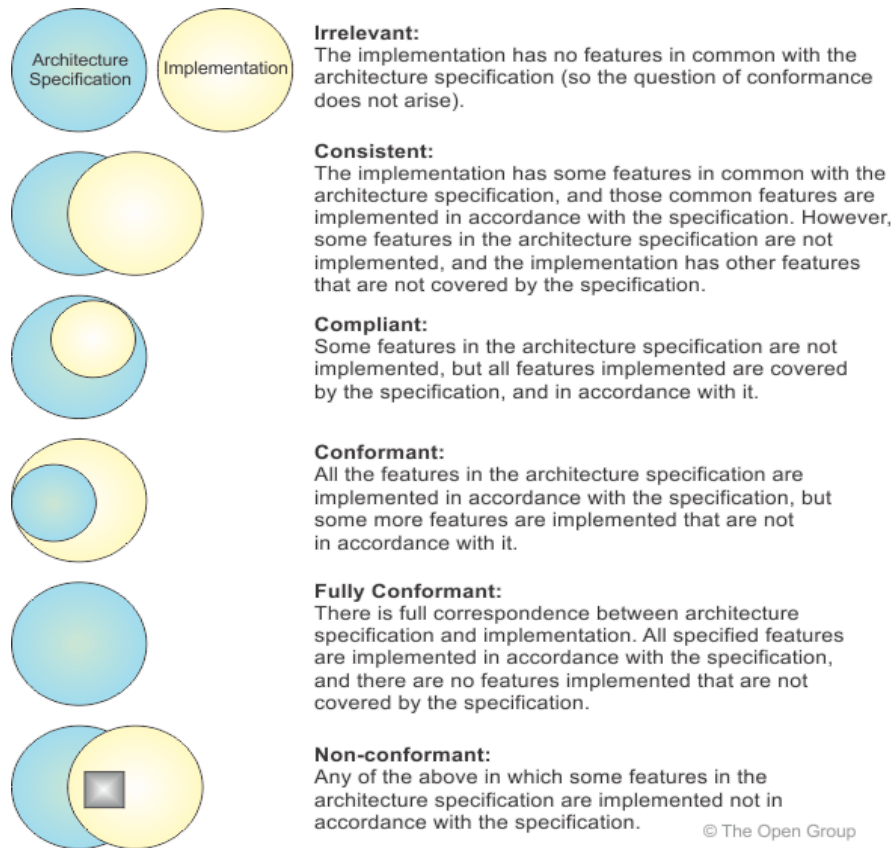 Architecture
Specification
Implementation
Irrelevant:
The implementation has no features in common with the
architecture specification (so the question of conformance
does not arise).
Consistent:
The implementation has some features in common with the
architecture specification, and those common features are
implemented in accordance with the specification. However,
some features in the architecture specification are not
implemented, and the implementation has other features
that are not covered by the specification.
Compliant:
Some features in the architecture specification are not
implemented, but all features implemented are covered
by the specification, and in accordance with it.
Conformant:
All the features in the architecture specification are
implemented in accordance with the specification, but
some more features are implemented that are not
in accordance with it.
Fully Conformant:
There is full correspondence between architecture
specification and implementation. All specified features
are implemented in accordance with the specification,
and there are no features implemented that are not
covered by the specification.
Non-conformant:
Any of the above in which some features in the
architecture specification are implemented not in
accordance with the specification.
© The Open Group